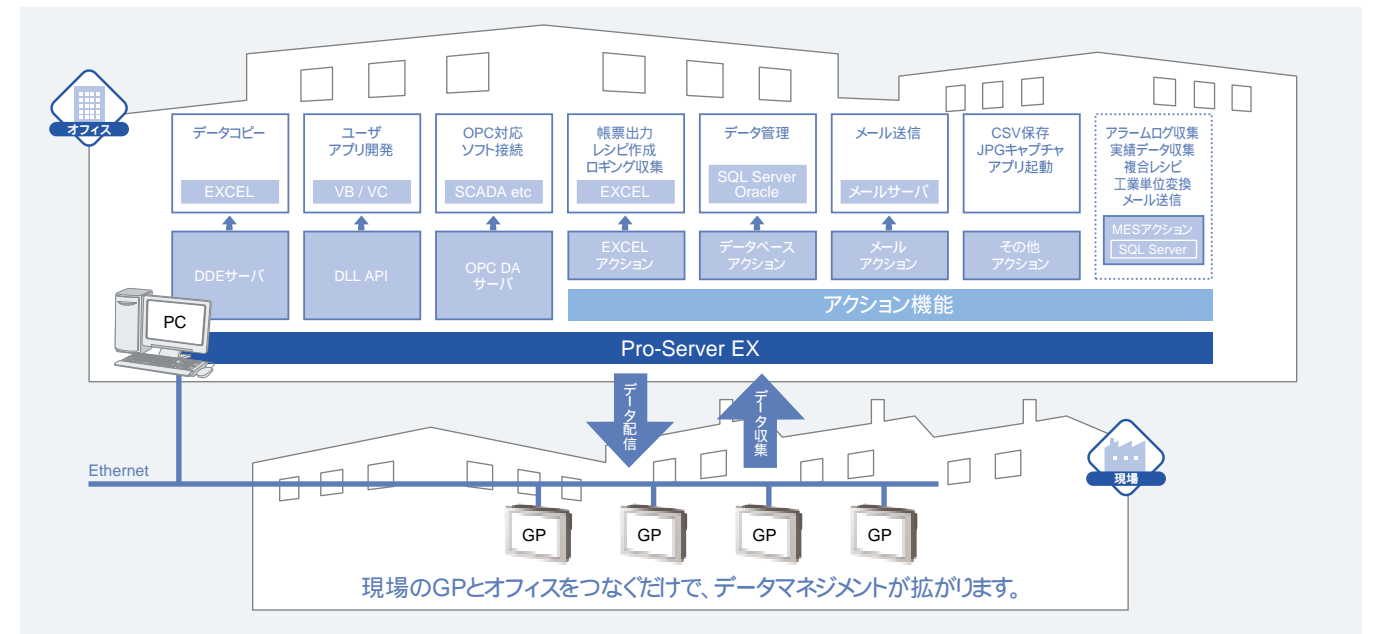 オフィス
データコピー
EXCEL
ユーザ
アプリ開発
VB / VC
OPC対応
ソフト接続
SCADA etc
帳票出力
レシピ作成
ロギング収集
EXCEL
データ管理
SQL Server
Oracle
メール送信
メールサーバ
CSV保存
JPGキャプチャ
アプリ起動
アラームログ収集
実績データ収集
複合レシピ
工業単位変換
メール送信
MESアクション
SQL Server
DDEサーバ
DLL API
OPC DA
サーバ
EXCEL
アクション
データベース
アクション
メール
アクション
その他
アクション
アクション機能
PC
Pro-Server EX
データ配信
データ収集
Ethernet
現場
GP
GP
GP
GP
現場のGPとオフィスをつなぐだけで、データマネジメントが拡がります。